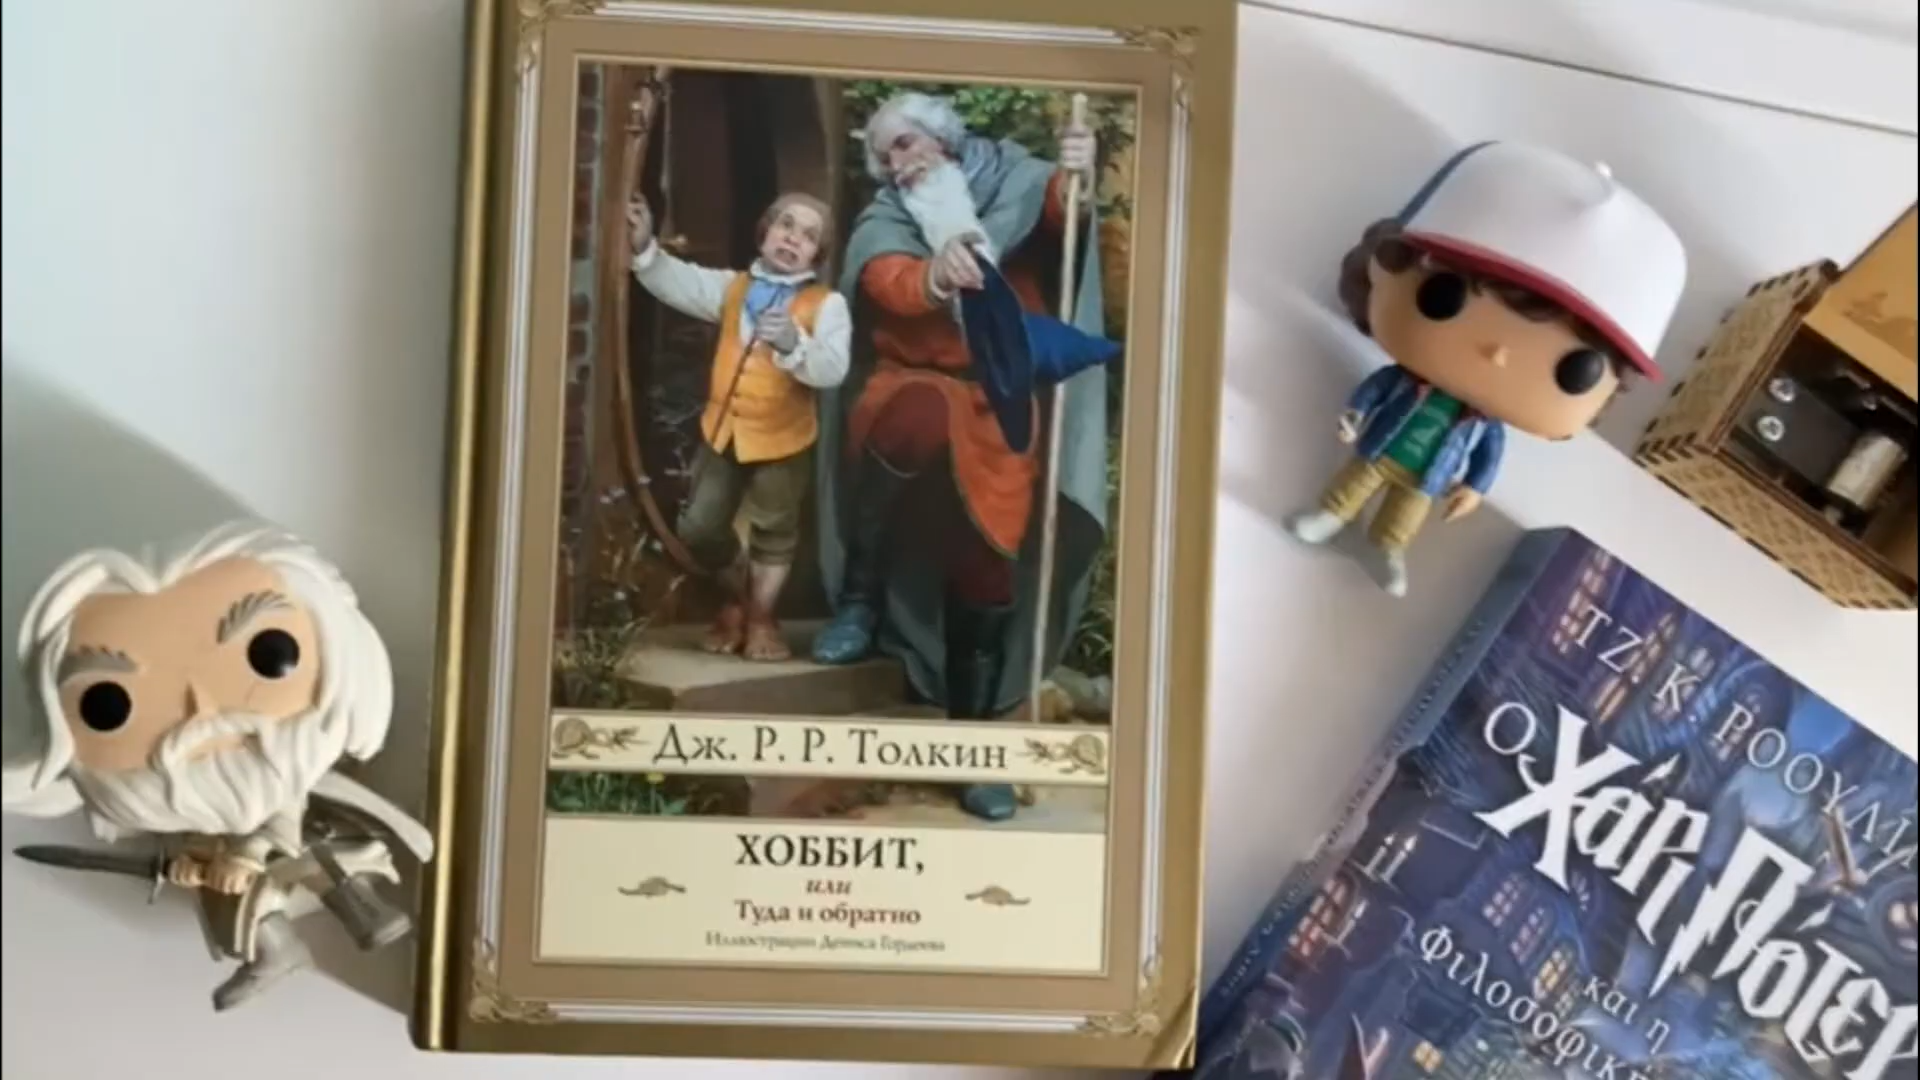 Дж. Р. Р. Толкин
ХОББИТ,
или
Туда и обратно
Иллюстрации Дениса Гордеева
ΤΖ. Κ. ΡΟΟΥΛΙ
Ο Χάρι Πότερ
και η
Φιλοσοφική